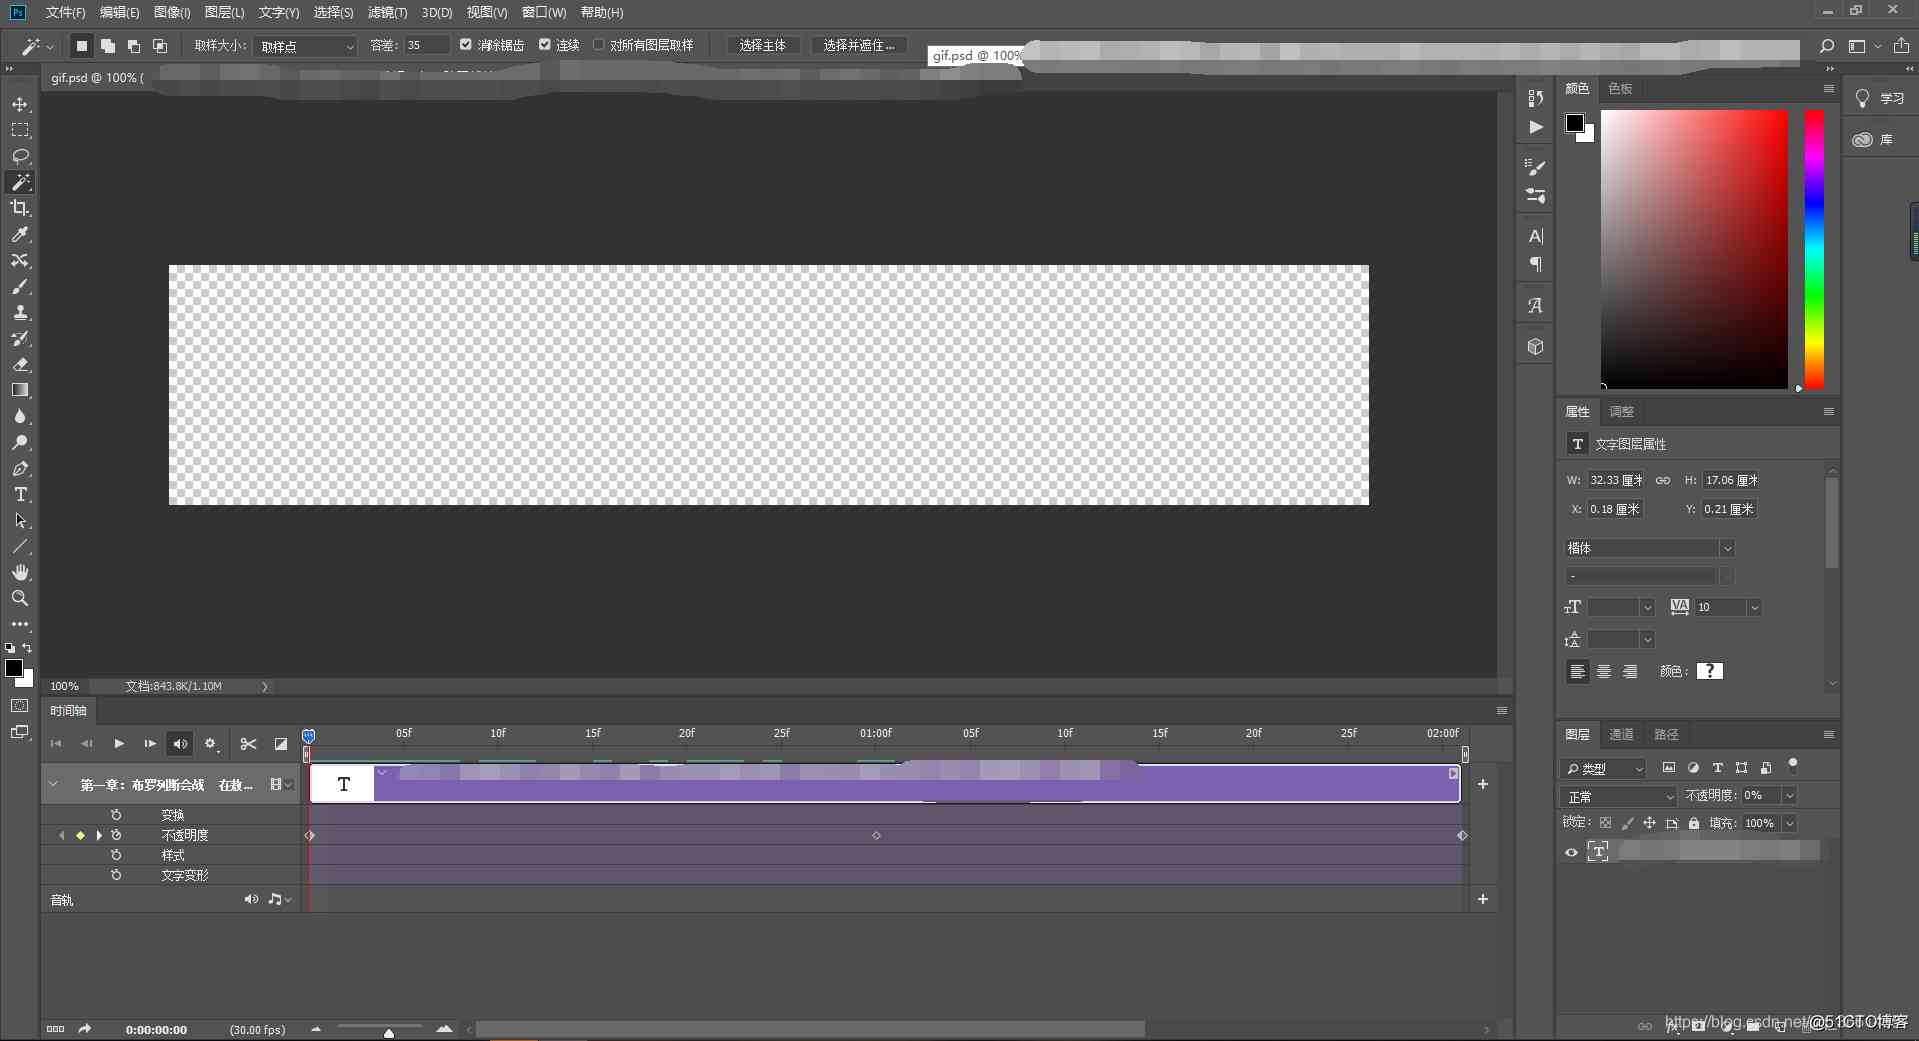 Ps 文件(F) 编辑(E) 图像(I) 图层(L) 文字(Y) 选择(S) 滤镜(T) 3D(D) 视图(V) 窗口(W) 帮助(H)
取样大小: 取样点 容差: 35 消除锯齿 连续 对所有图层取样 选择主体 选择并遮住...
gif.psd @ 100%
gif.psd @ 100% (
颜色 色板
学习
库
属性 调整
T 文字图层属性
W: 32.33 厘米 H: 17.06 厘米
X: 0.18 厘米 Y: 0.21 厘米
楷体
-
10
颜色:
?
100% 文档:843.8K/1.10M
时间轴
05f 10f 15f 20f 25f 01:00f 05f 10f 15f 20f 25f 02:00f
第一章：布罗列斯会战 在敖...
T
变换
不透明度
样式
文字变形
音轨
0:00:00:00 (30.00 fps)
图层 通道 路径
类型
正常 不透明度: 0%
锁定: 填充: 100%
T
https://blog.csdn.net/
@51CTO博客